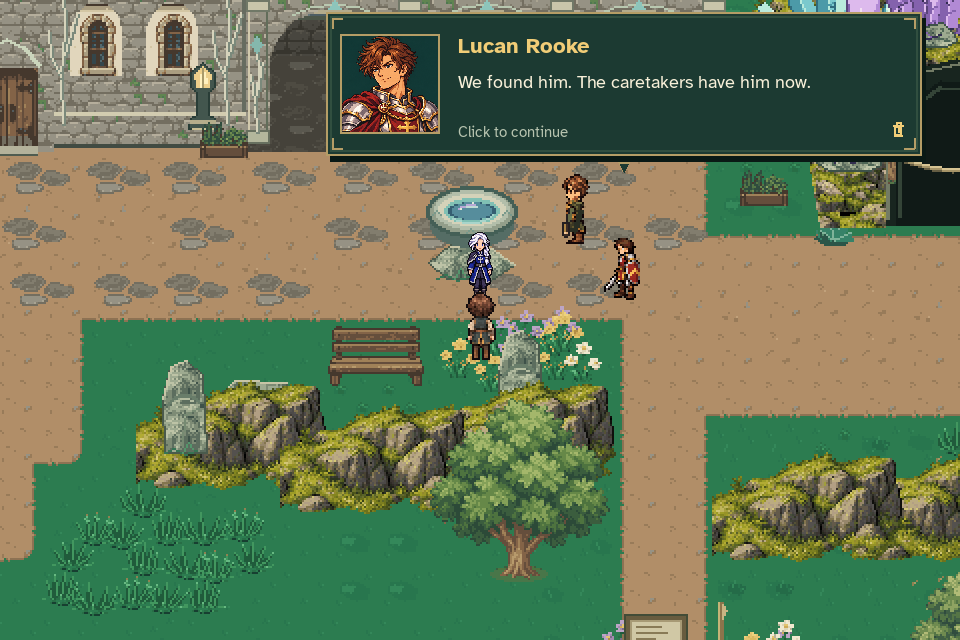 Lucan Rooke
We found him. The caretakers have him now.
Click to continue